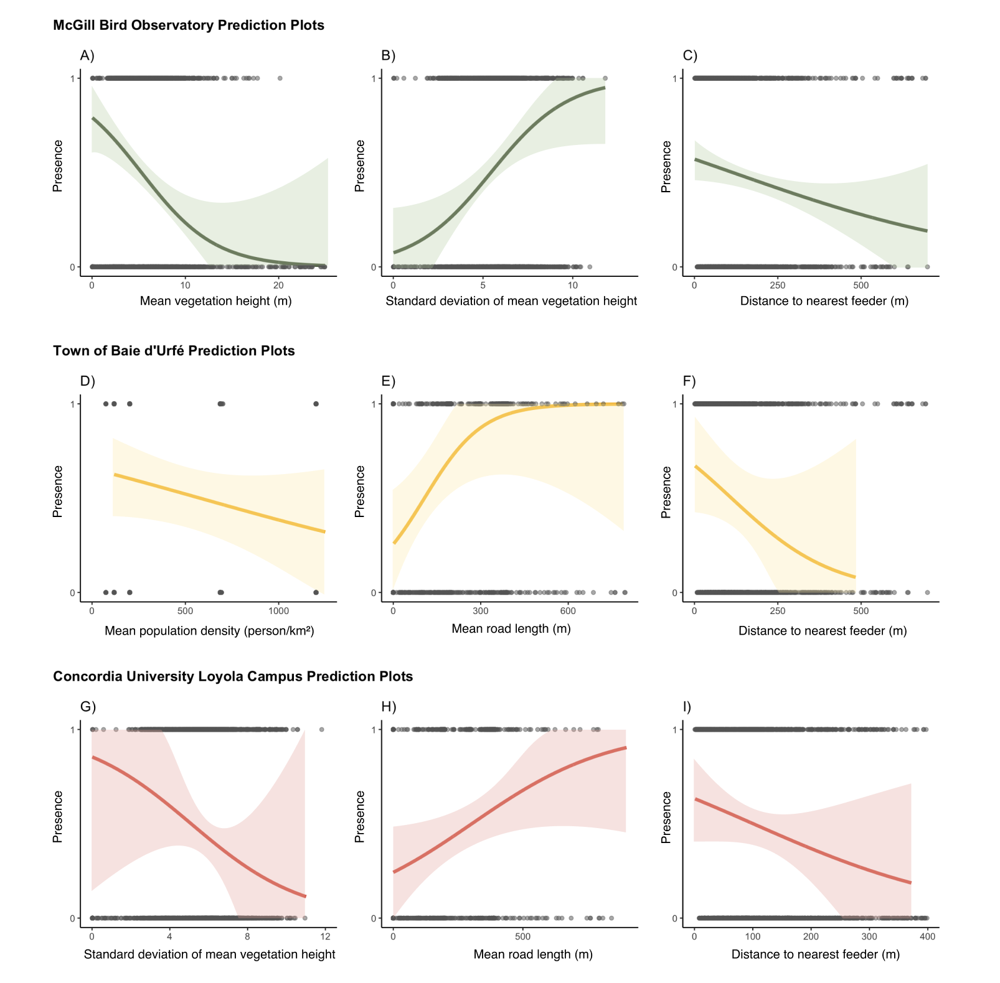 McGill Bird Observatory Prediction Plots
A) B) C)
1 1 1
Presence Presence Presence
0 0 0
0 10 20 0 5 10 0 250 500
Mean vegetation height (m) Standard deviation of mean vegetation height Distance to nearest feeder (m)
Town of Baie d'Urfé Prediction Plots
D) E) F)
1 1 1
Presence Presence Presence
0 0 0
0 500 1000 0 300 600 0 250 500
Mean population density (person/km²) Mean road length (m) Distance to nearest feeder (m)
Concordia University Loyola Campus Prediction Plots
G) H) I)
1 1 1
Presence Presence Presence
0 0 0
0 4 8 12 0 500 0 100 200 300 400
Standard deviation of mean vegetation height Mean road length (m) Distance to nearest feeder (m)